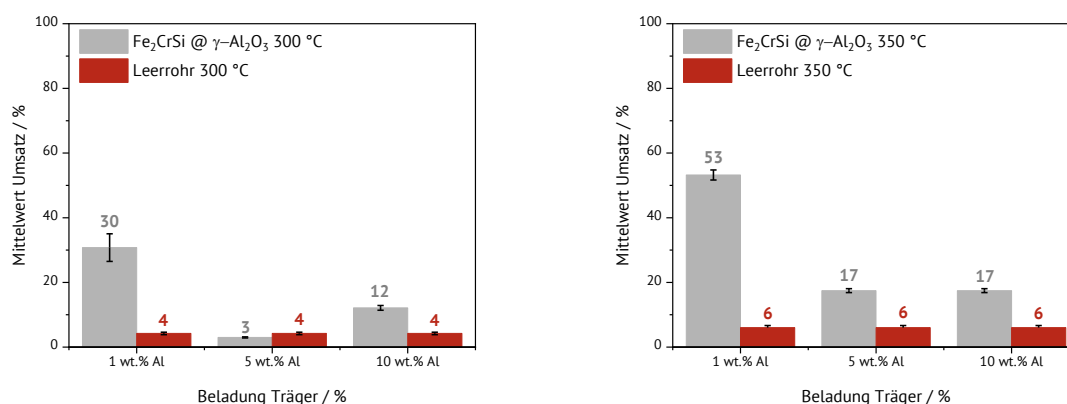 100
80
60
40
20
0
Mittelwert Umsatz / %
Fe₂CrSi @ γ–Al₂O₃ 300 °C
Leerrohr 300 °C
30
4
3
4
12
4
1 wt.% Al
5 wt.% Al
10 wt.% Al
Beladung Träger / %
100
80
60
40
20
0
Mittelwert Umsatz / %
Fe₂CrSi @ γ–Al₂O₃ 350 °C
Leerrohr 350 °C
53
6
17
6
17
6
1 wt.% Al
5 wt.% Al
10 wt.% Al
Beladung Träger / %